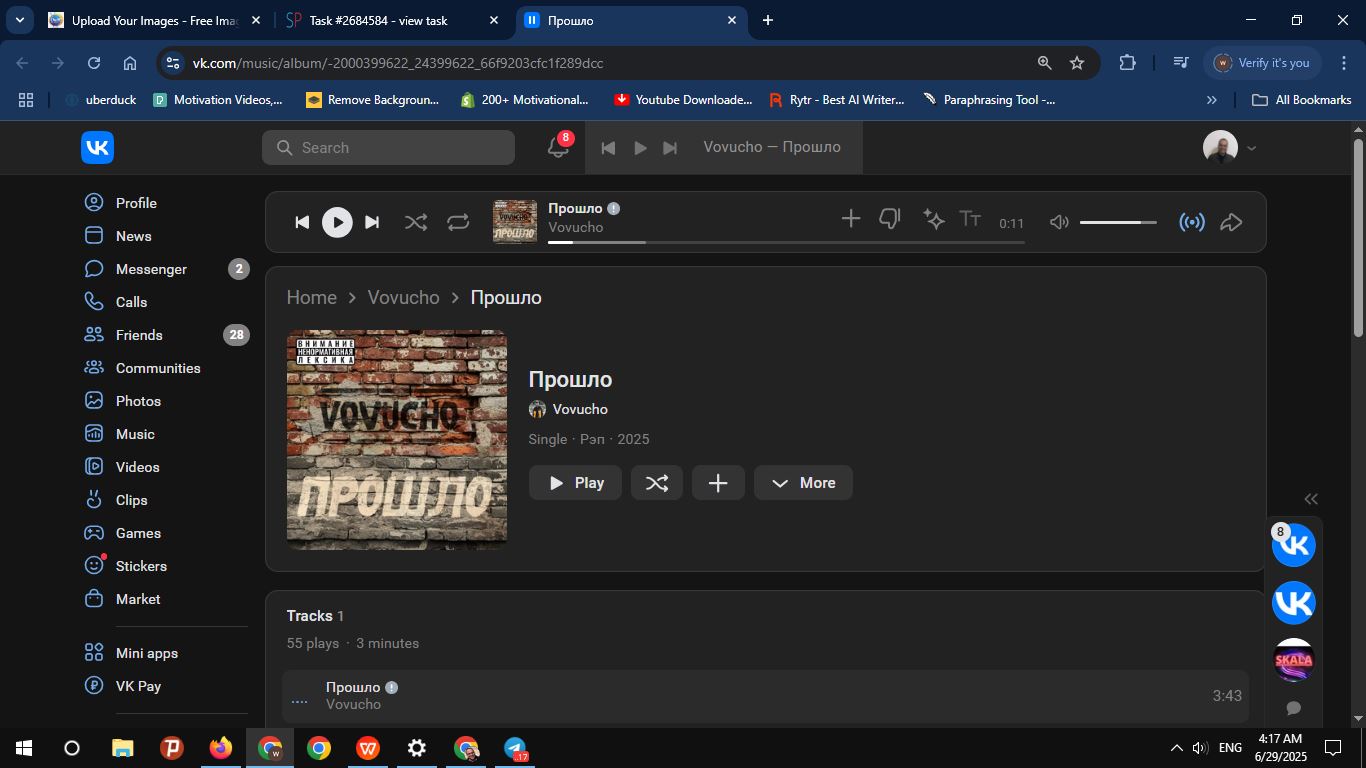 Upload Your Images - Free Imag
Task #2684584 - view task
Прошло
vk.com/music/album/-2000399622_24399622_66f9203cfc1f289dcc
w
Verify it's you
uberduck
Motivation Videos,...
Remove Backgroun...
200+ Motivational...
Youtube Downloade...
Rytr - Best AI Writer...
Paraphrasing Tool -...
»
All Bookmarks
VK
Search
8
Vovucho — Прошло
Profile
News
Messenger 2
Calls
Friends 28
Communities
Photos
Music
Videos
Clips
Games
Stickers
Market
Mini apps
VK Pay
Прошло
Vovucho
Tт
0:11
Home > Vovucho > Прошло
ВНИМАНИЕ
НЕНОРМАТИВНАЯ
ЛЕКСИКА
VOVUCHO
ПРОШЛО
Прошло
Vovucho
Single · Рэп · 2025
Play
More
Tracks 1
55 plays · 3 minutes
Прошло
Vovucho
3:43
8
VK
VK
SKALA
17
ENG
4:17 AM
6/29/2025